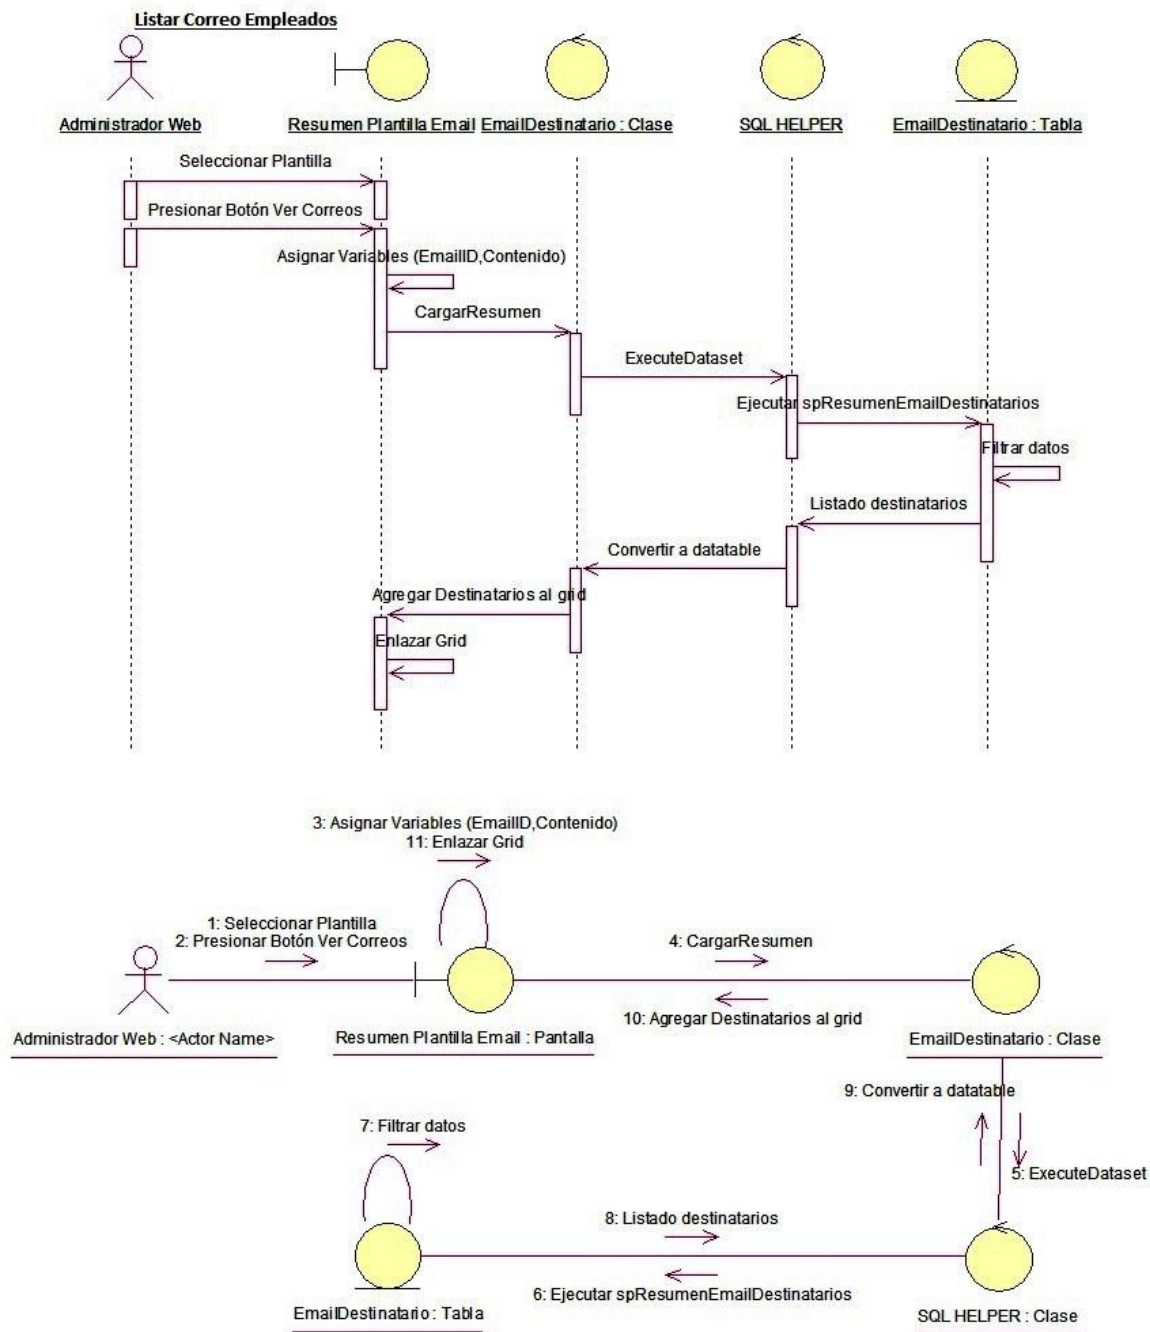 Listar Correo Empleados
Administrador Web
Resumen Plantilla Email
EmailDestinatario : Clase
SQL HELPER
EmailDestinatario : Tabla
Seleccionar Plantilla
Presionar Botón Ver Correos
Asignar Variables (EmailID,Contenido)
CargarResumen
ExecuteDataset
Ejecutar spResumenEmailDestinatarios
Filtrar datos
Listado destinatarios
Convertir a datatable
Agregar Destinatarios al grid
Enlazar Grid
3: Asignar Variables (EmailID,Contenido)
11: Enlazar Grid
1: Seleccionar Plantilla
2: Presionar Botón Ver Correos
4: CargarResumen
10: Agregar Destinatarios al grid
Administrador Web : <Actor Name>
Resumen Plantilla Email : Pantalla
EmailDestinatario : Clase
9: Convertir a datatable
7: Filtrar datos
5: ExecuteDataset
8: Listado destinatarios
6: Ejecutar spResumenEmailDestinatarios
EmailDestinatario : Tabla
SQL HELPER : Clase